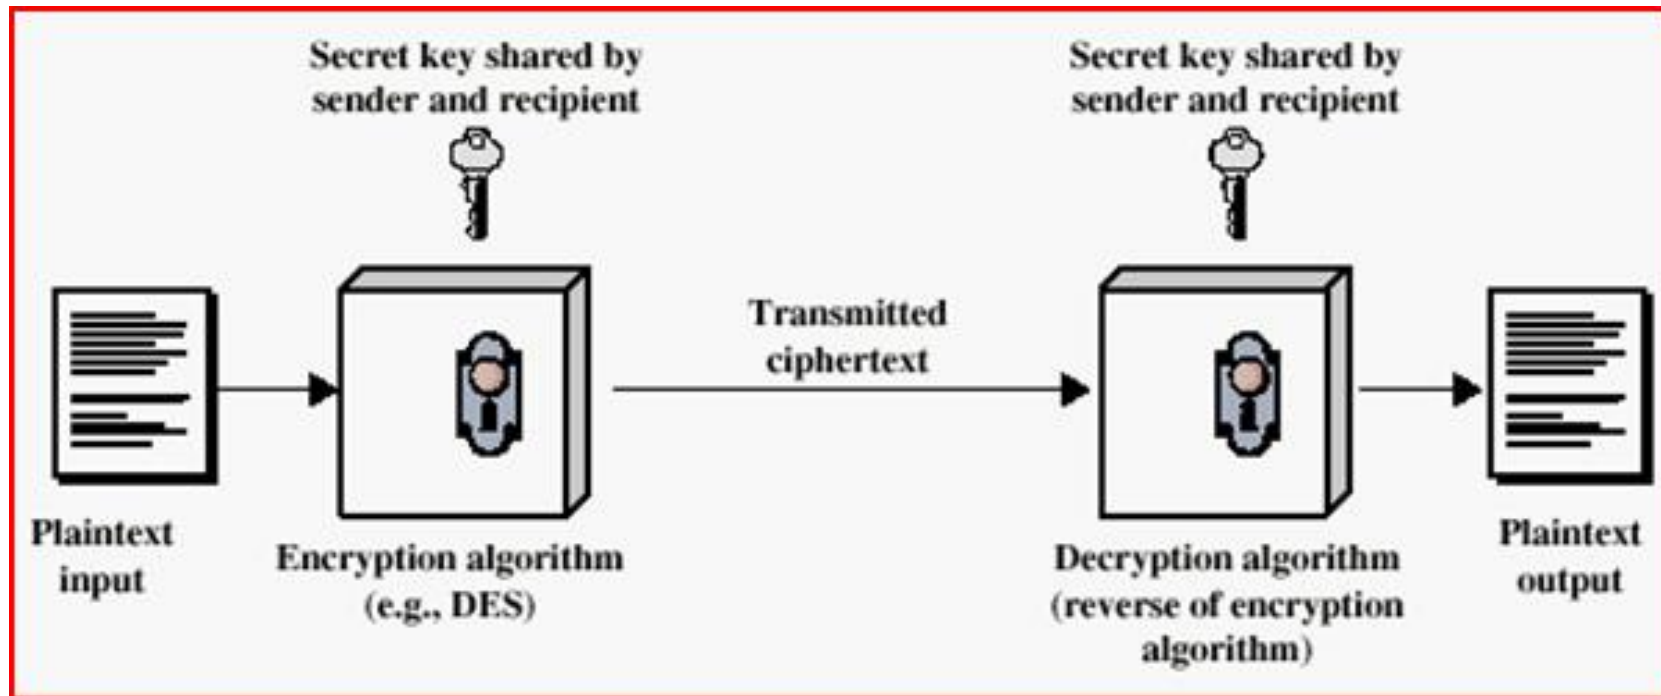 Secret key shared by
sender and recipient
Secret key shared by
sender and recipient
Transmitted
ciphertext
Plaintext
input
Encryption algorithm
(e.g., DES)
Decryption algorithm
(reverse of encryption
algorithm)
Plaintext
output